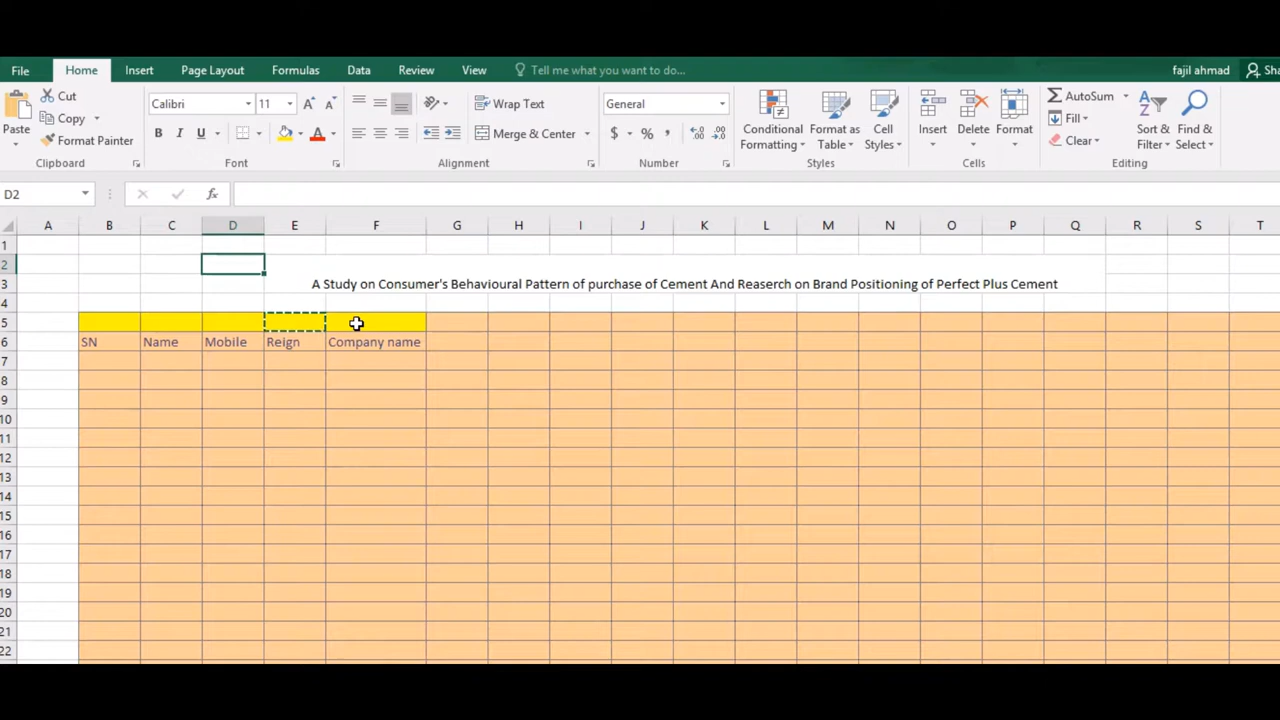 File Home Insert Page Layout Formulas Data Review View Tell me what you want to do... fajil ahmad Sha
Cut
Copy
Format Painter
Paste
Clipboard
Calibri 11
B I U
Font
Wrap Text
Merge & Center
Alignment
General
$ % ,
Number
Conditional Formatting
Format as Table
Cell Styles
Styles
Insert
Delete
Format
Cells
AutoSum
Fill
Clear
Sort & Filter
Find & Select
Editing
D2 fx
A B C D E F G H I J K L M N O P Q R S T
1
2
3 A Study on Consumer's Behavioural Pattern of purchase of Cement And Reaserch on Brand Positioning of Perfect Plus Cement
4
5
6 SN Name Mobile Reign Company name
7
8
9
10
11
12
13
14
15
16
17
18
19
20
21
22